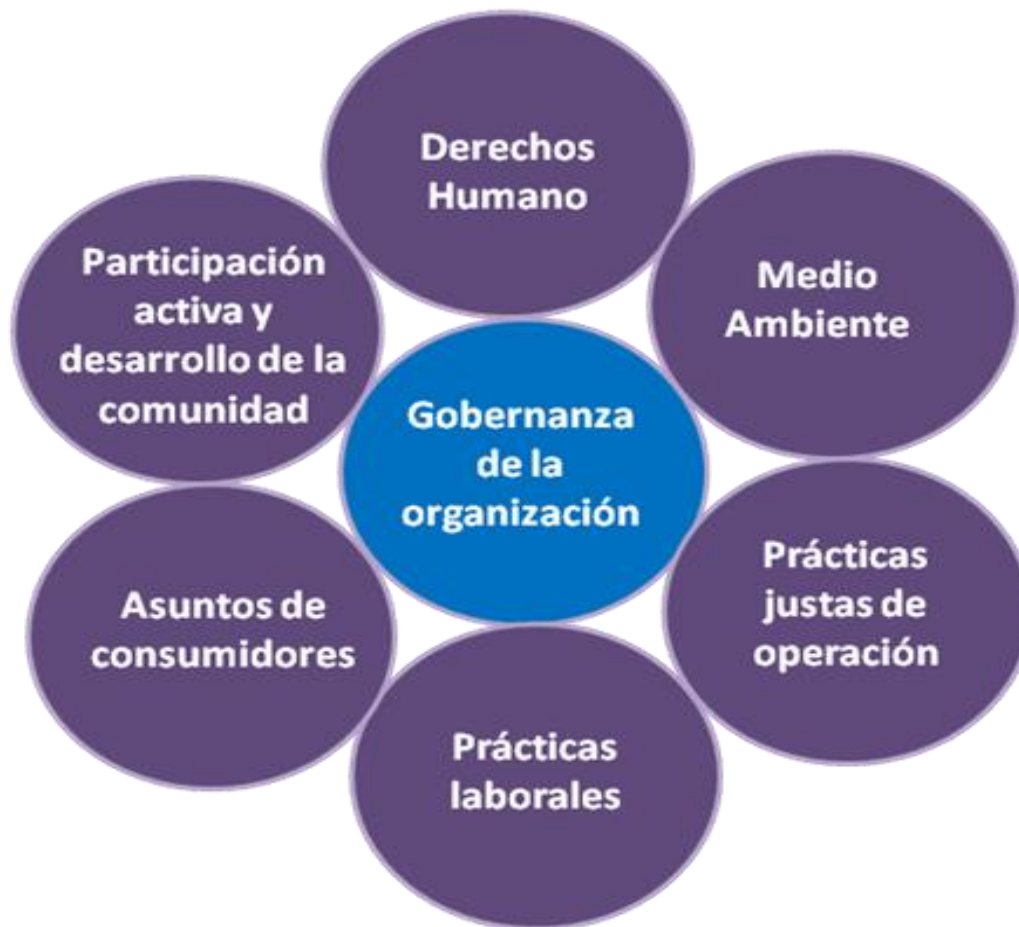 Derechos
Humano
Medio
Ambiente
Participación
activa y
desarrollo de la
comunidad
Gobernanza
de la
organización
Prácticas
justas de
operación
Asuntos de
consumidores
Prácticas
laborales